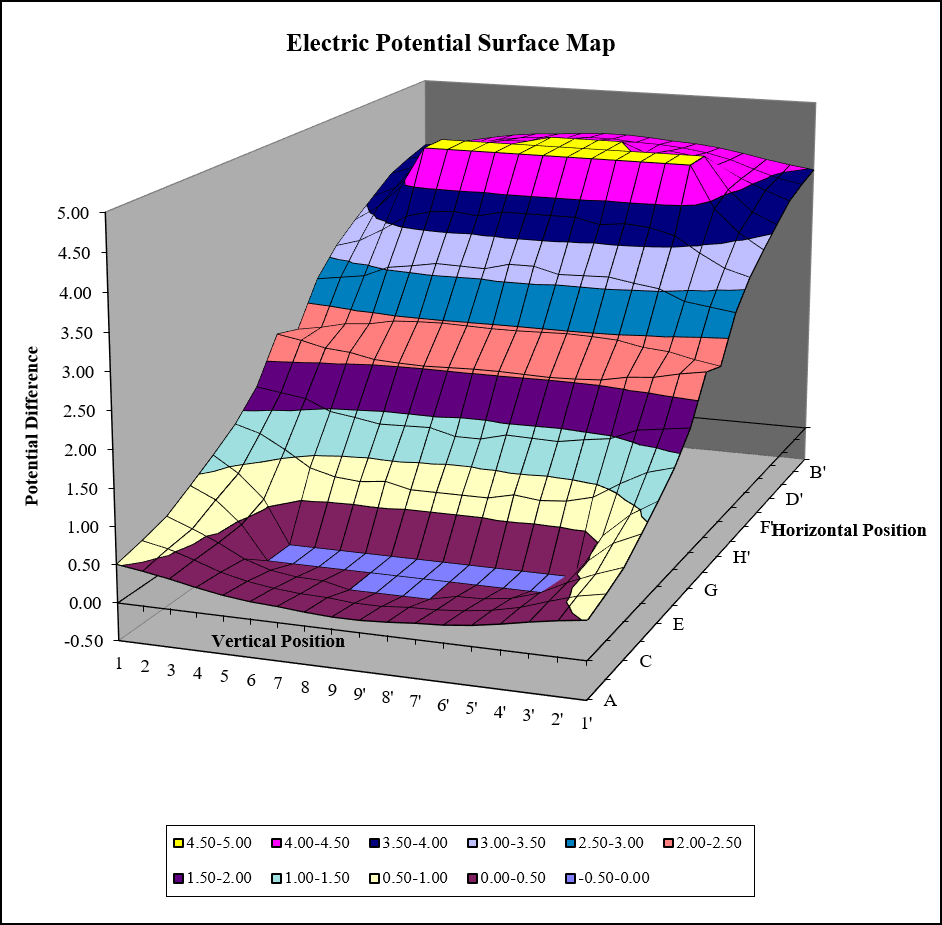 Electric Potential Surface Map
5.00
4.50
4.00
3.50
3.00
2.50
2.00
1.50
1.00
0.50
0.00
-0.50
Potential Difference
Vertical Position
1 2 3 4 5 6 7 8 9 9' 8' 7' 6' 5' 4' 3' 2' 1'
B'
D'
F'
H'
G
E
C
A
Horizontal Position
4.50-5.00 4.00-4.50 3.50-4.00 3.00-3.50 2.50-3.00 2.00-2.50
1.50-2.00 1.00-1.50 0.50-1.00 0.00-0.50 -0.50-0.00